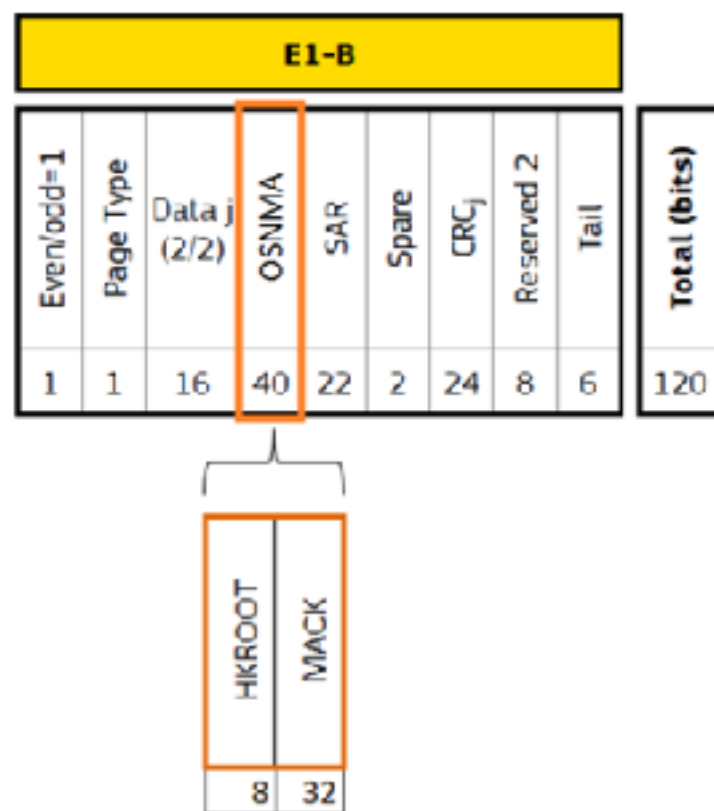 E1-B
Even/odd=1
Page Type
Data j
(2/2)
OSNMA
SAR
Spare
CRCj
Reserved 2
Tail
Total (bits)
1 1 16 40 22 2 24 8 6 120
HKROOT
MACK
8 32